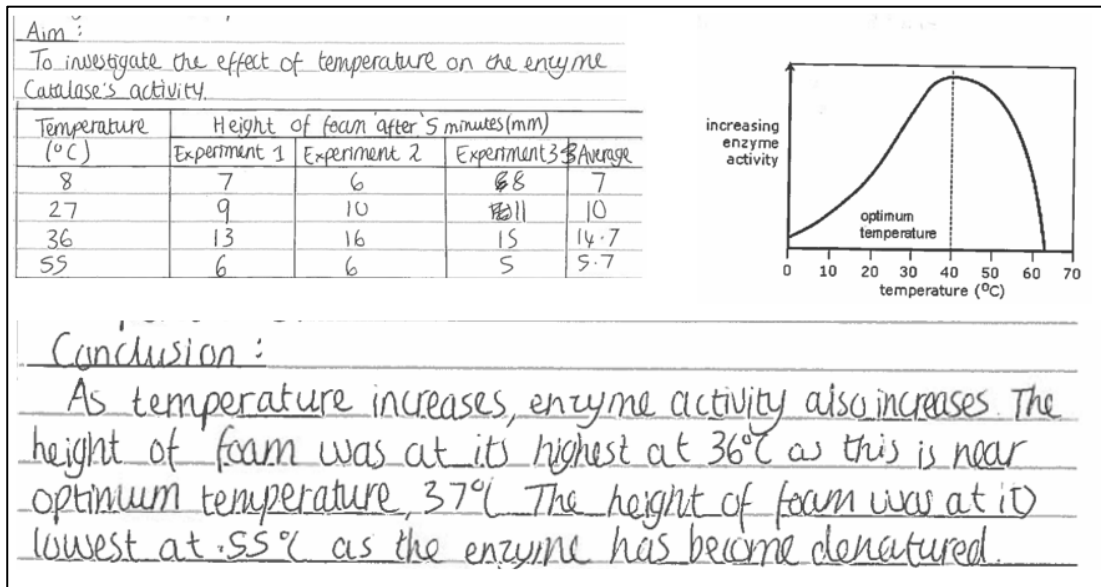 Aim :
To investigate the effect of temperature on the enzyme
Catalase's activity.
Temperature (°C) Height of foam after 5 minutes (mm)
Experiment 1 Experiment 2 Experiment 3 Average
8 7 6 8 7
27 9 10 11 10
36 13 16 15 14.7
55 6 6 5 5.7
increasing
enzyme
activity
optimum
temperature
0 10 20 30 40 50 60 70
temperature (°C)
Conclusion :
As temperature increases, enzyme activity also increases. The
height of foam was at its highest at 36°C as this is near
optimum temperature, 37°C The height of foam was at it
lowest at 55°C as the enzyme has become denatured.